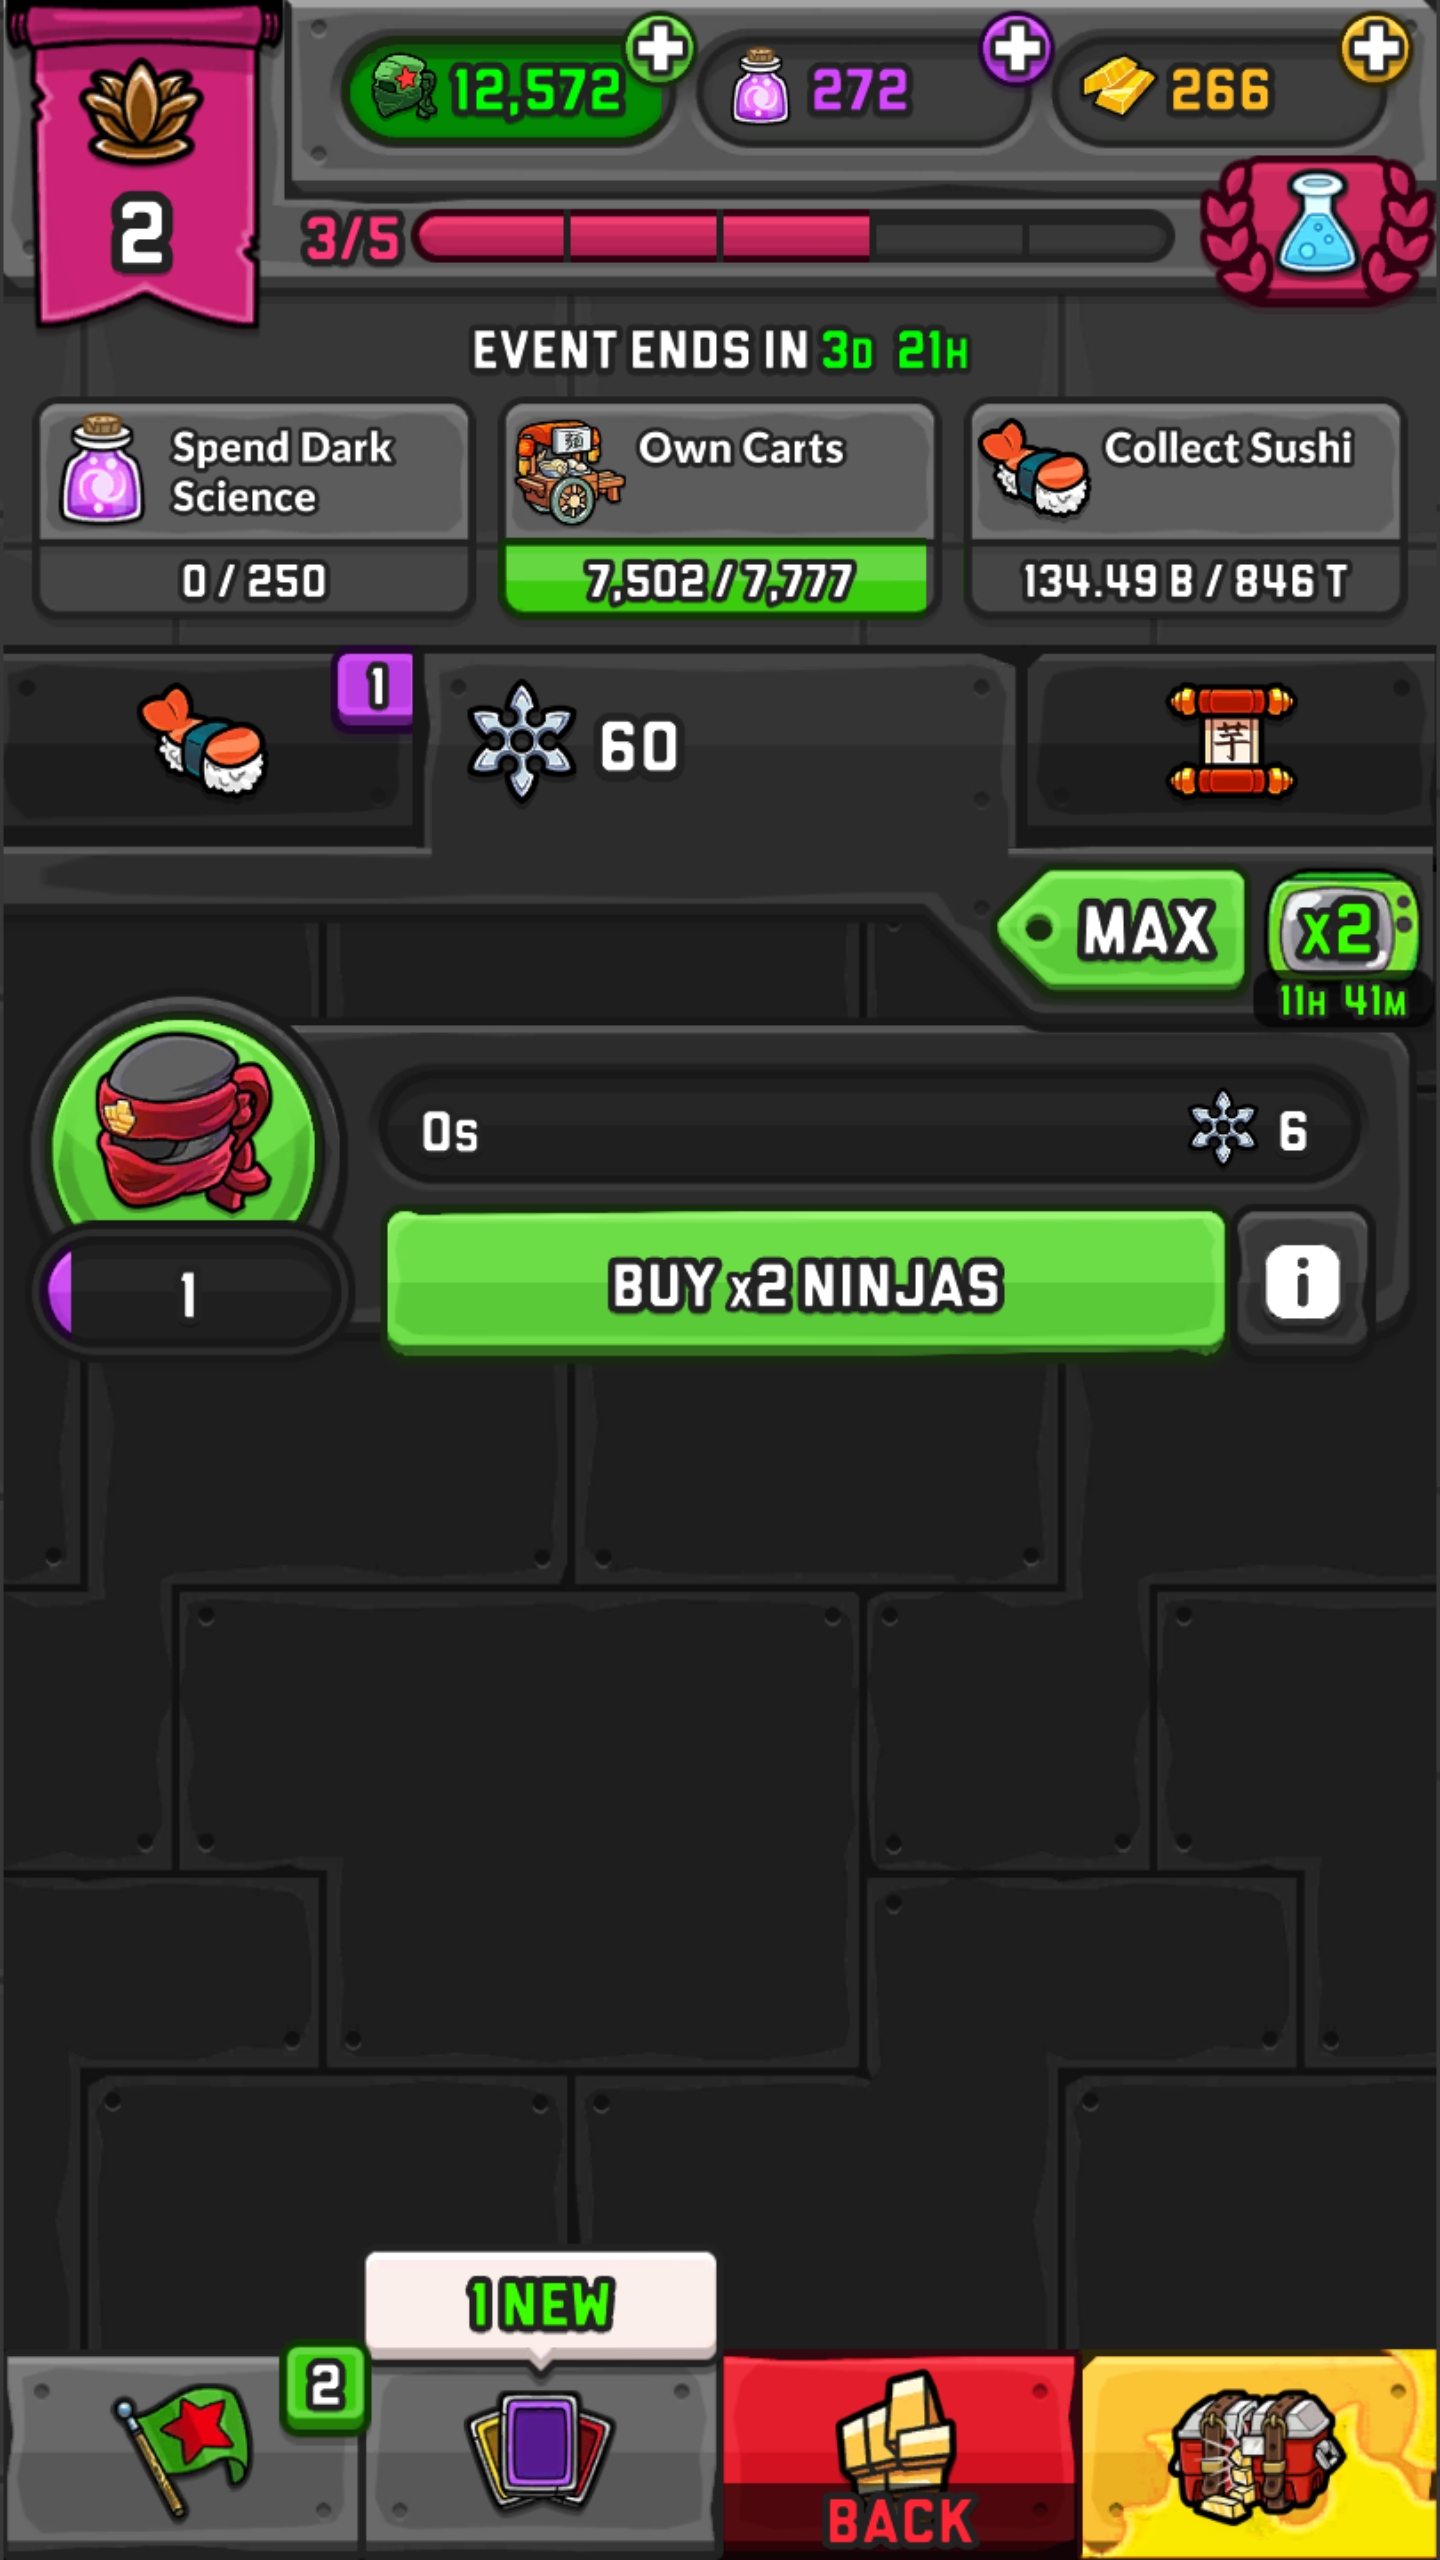 12,572
272
266
2
3/5
EVENT ENDS IN 3D 21H
Spend Dark
Science
0 / 250
Own Carts
7,502 / 7,777
Collect Sushi
134.49 B / 846 T
1
60
芋
MAX
x2
11H 41M
0s
6
1
BUY x2 NINJAS
i
1 NEW
2
BACK